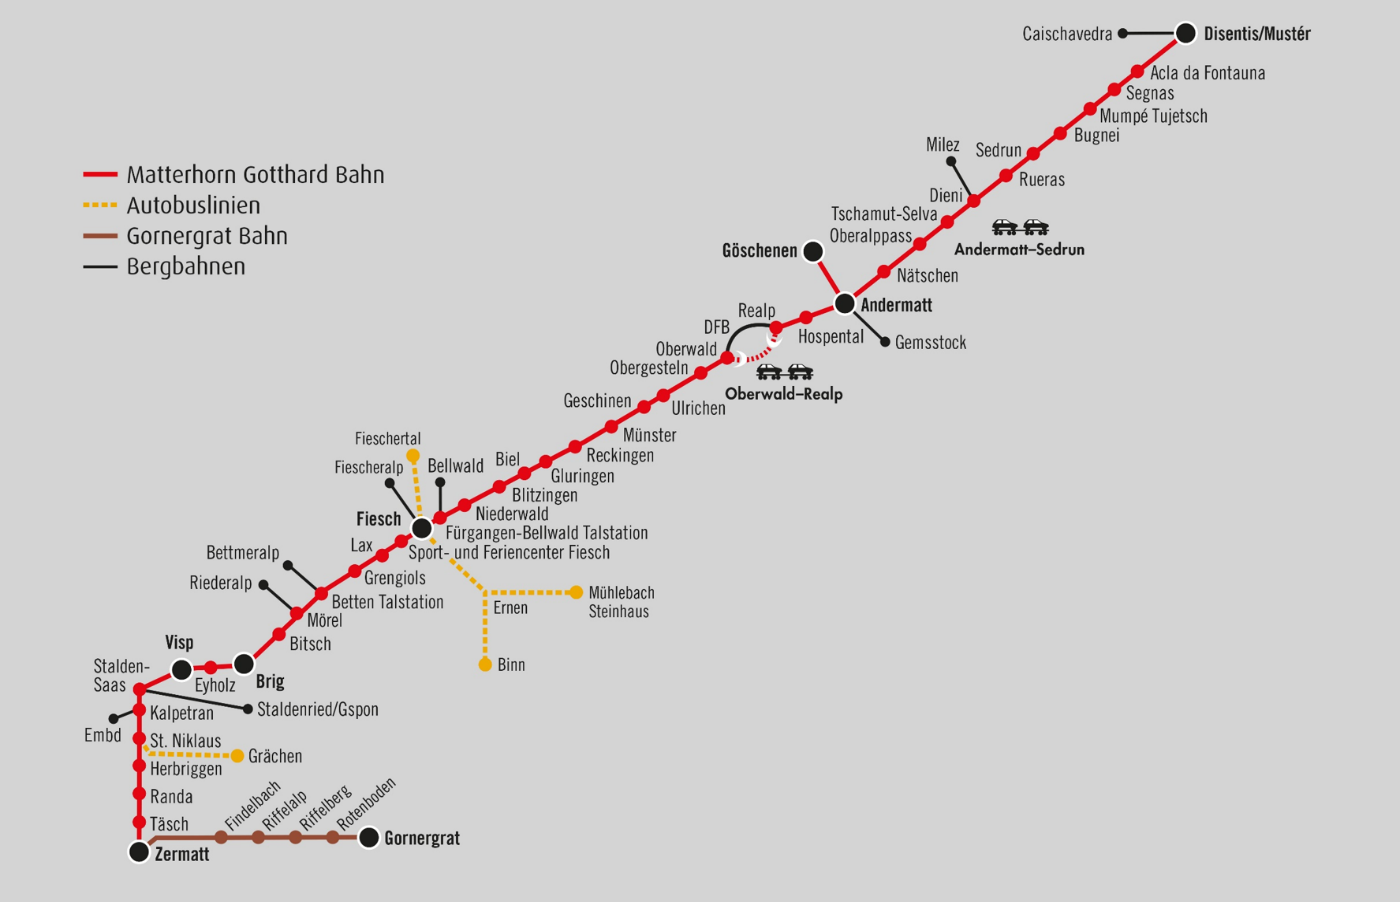 Caischavedra
Disentis/Mustér
Acla da Fontauna
Segnas
Mumpé Tujetsch
Bugnei
Milez
Sedrun
Rueras
Dieni
Tschamut-Selva
Oberalppass
Andermatt–Sedrun
Nätschen
Göschenen
Andermatt
Gemsstock
Hospental
Realp
DFB
Oberwald
Obergesteln
Oberwald–Realp
Geschinen
Ulrichen
Münster
Reckingen
Biel
Gluringen
Blitzingen
Niederwald
Fieschertal
Fiescheralp
Bellwald
Fiesch
Fürgangen-Bellwald Talstation
Sport- und Feriencenter Fiesch
Lax
Grengiols
Bettmeralp
Riederalp
Betten Talstation
Mörel
Bitsch
Ernen
Mühlebach
Steinhaus
Binn
Visp
Eyholz
Brig
Stalden-
Saas
Staldenried/Gspon
Kalpetran
Embd
St. Niklaus
Grächen
Herbriggen
Randa
Täsch
Zermatt
Findelbach
Riffelalp
Riffelberg
Rotenboden
Gornergrat
Matterhorn Gotthard Bahn
Autobuslinien
Gornergrat Bahn
Bergbahnen